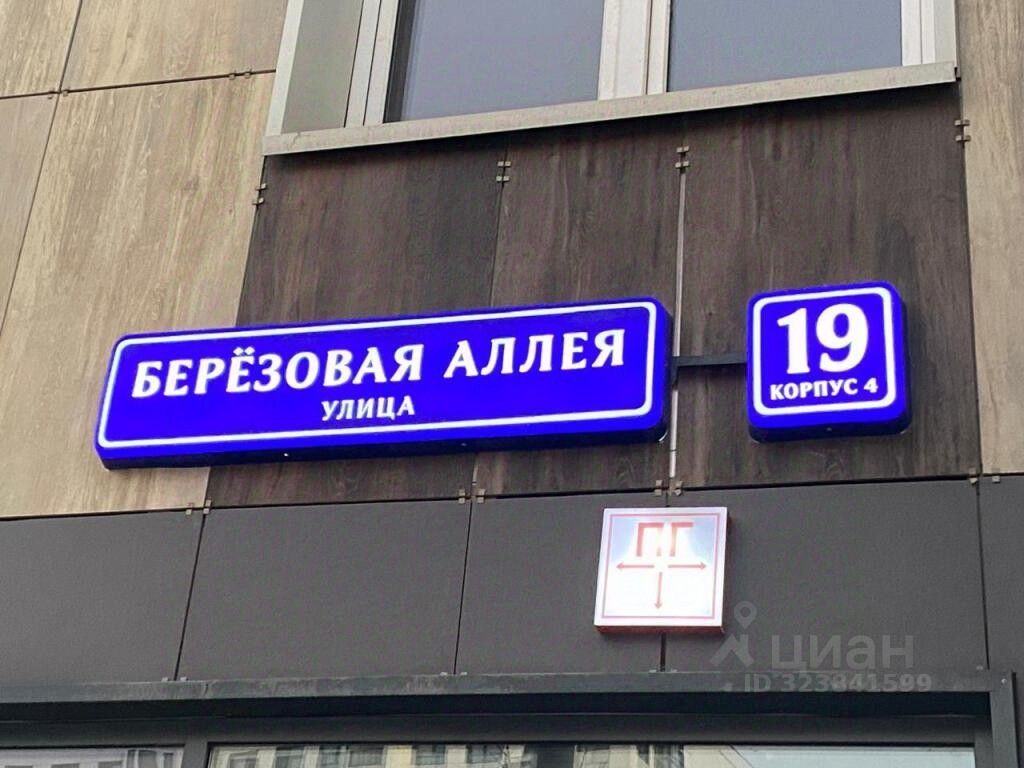 БЕРЁЗОВАЯ АЛЛЕЯ
УЛИЦА
19
КОРПУС 4
ПГ
циан
ID 323841599